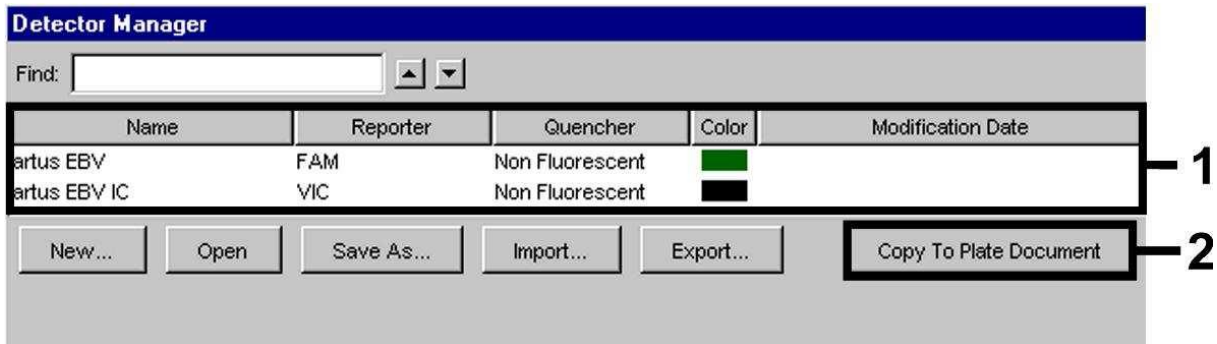 Detector Manager
Find:
Name Reporter Quencher Color Modification Date
artus EBV FAM Non Fluorescent
artus EBV IC VIC Non Fluorescent
1
New... Open Save As... Import... Export... Copy To Plate Document
2